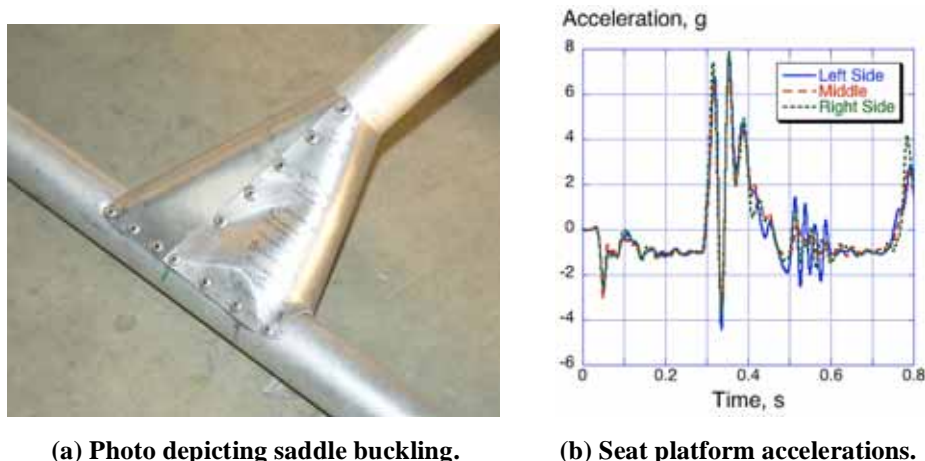 Acceleration, g
8
6
4
2
0
-2
-4
-6
Left Side
Middle
Right Side
0
0.2
0.4
0.6
0.8
Time, s
(a) Photo depicting saddle buckling.
(b) Seat platform accelerations.